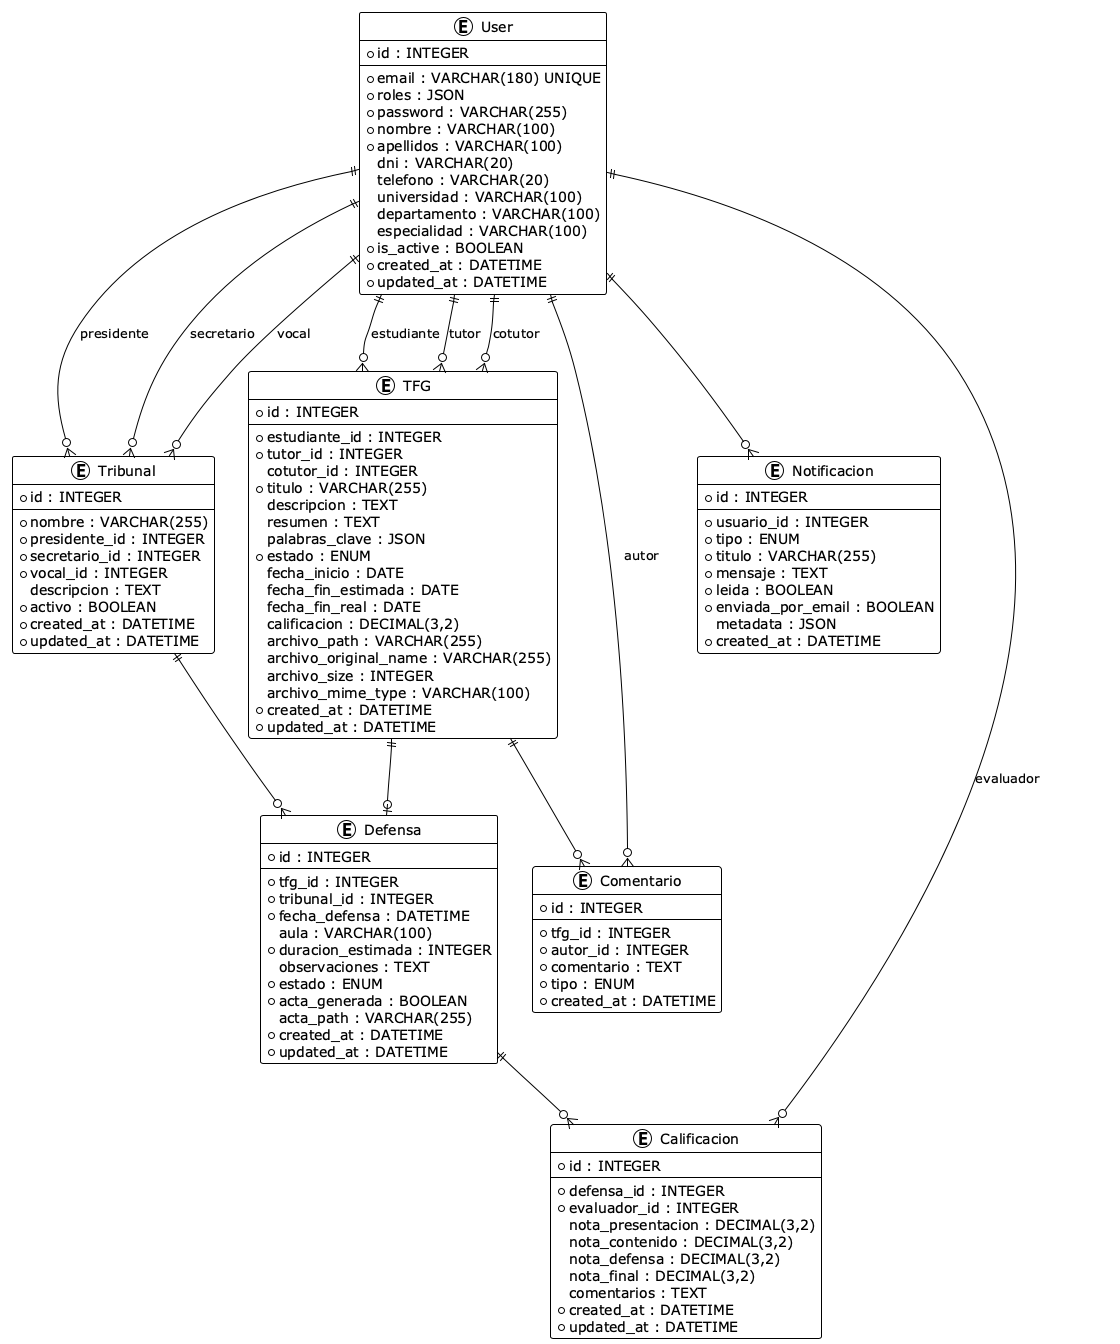 E User
id : INTEGER
email : VARCHAR(180) UNIQUE
roles : JSON
password : VARCHAR(255)
nombre : VARCHAR(100)
apellidos : VARCHAR(100)
dni : VARCHAR(20)
telefono : VARCHAR(20)
universidad : VARCHAR(100)
departamento : VARCHAR(100)
especialidad : VARCHAR(100)
is_active : BOOLEAN
created_at : DATETIME
updated_at : DATETIME
presidente
secretario
vocal
estudiante
tutor
cotutor
E TFG
id : INTEGER
estudiante_id : INTEGER
tutor_id : INTEGER
cotutor_id : INTEGER
titulo : VARCHAR(255)
descripcion : TEXT
resumen : TEXT
palabras_clave : JSON
estado : ENUM
fecha_inicio : DATE
fecha_fin_estimada : DATE
fecha_fin_real : DATE
calificacion : DECIMAL(3,2)
archivo_path : VARCHAR(255)
archivo_original_name : VARCHAR(255)
archivo_size : INTEGER
archivo_mime_type : VARCHAR(100)
created_at : DATETIME
updated_at : DATETIME
E Tribunal
id : INTEGER
nombre : VARCHAR(255)
presidente_id : INTEGER
secretario_id : INTEGER
vocal_id : INTEGER
descripcion : TEXT
activo : BOOLEAN
created_at : DATETIME
updated_at : DATETIME
E Notificacion
id : INTEGER
usuario_id : INTEGER
tipo : ENUM
titulo : VARCHAR(255)
mensaje : TEXT
leida : BOOLEAN
enviada_por_email : BOOLEAN
metadata : JSON
created_at : DATETIME
autor
evaluador
E Defensa
id : INTEGER
tfg_id : INTEGER
tribunal_id : INTEGER
fecha_defensa : DATETIME
aula : VARCHAR(100)
duracion_estimada : INTEGER
observaciones : TEXT
estado : ENUM
acta_generada : BOOLEAN
acta_path : VARCHAR(255)
created_at : DATETIME
updated_at : DATETIME
E Comentario
id : INTEGER
tfg_id : INTEGER
autor_id : INTEGER
comentario : TEXT
tipo : ENUM
created_at : DATETIME
E Calificacion
id : INTEGER
defensa_id : INTEGER
evaluador_id : INTEGER
nota_presentacion : DECIMAL(3,2)
nota_contenido : DECIMAL(3,2)
nota_defensa : DECIMAL(3,2)
nota_final : DECIMAL(3,2)
comentarios : TEXT
created_at : DATETIME
updated_at : DATETIME